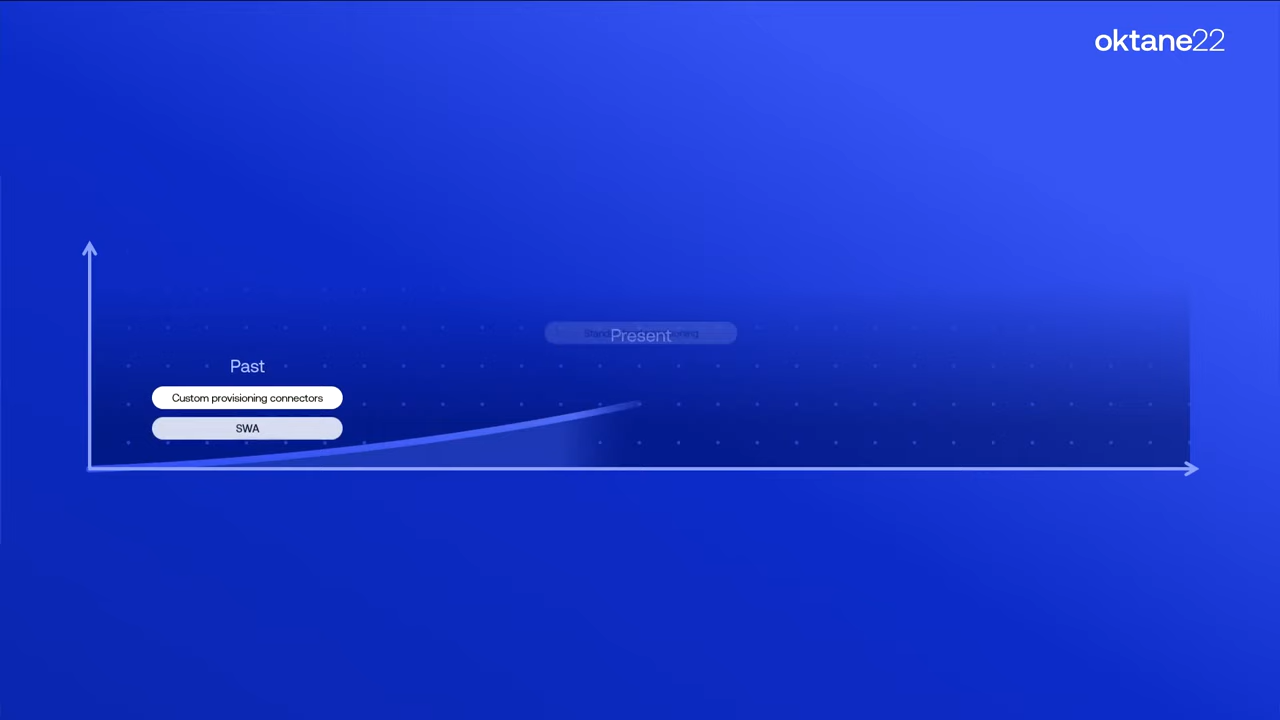 oktane22
Present
Past
Custom provisioning connectors
SWA